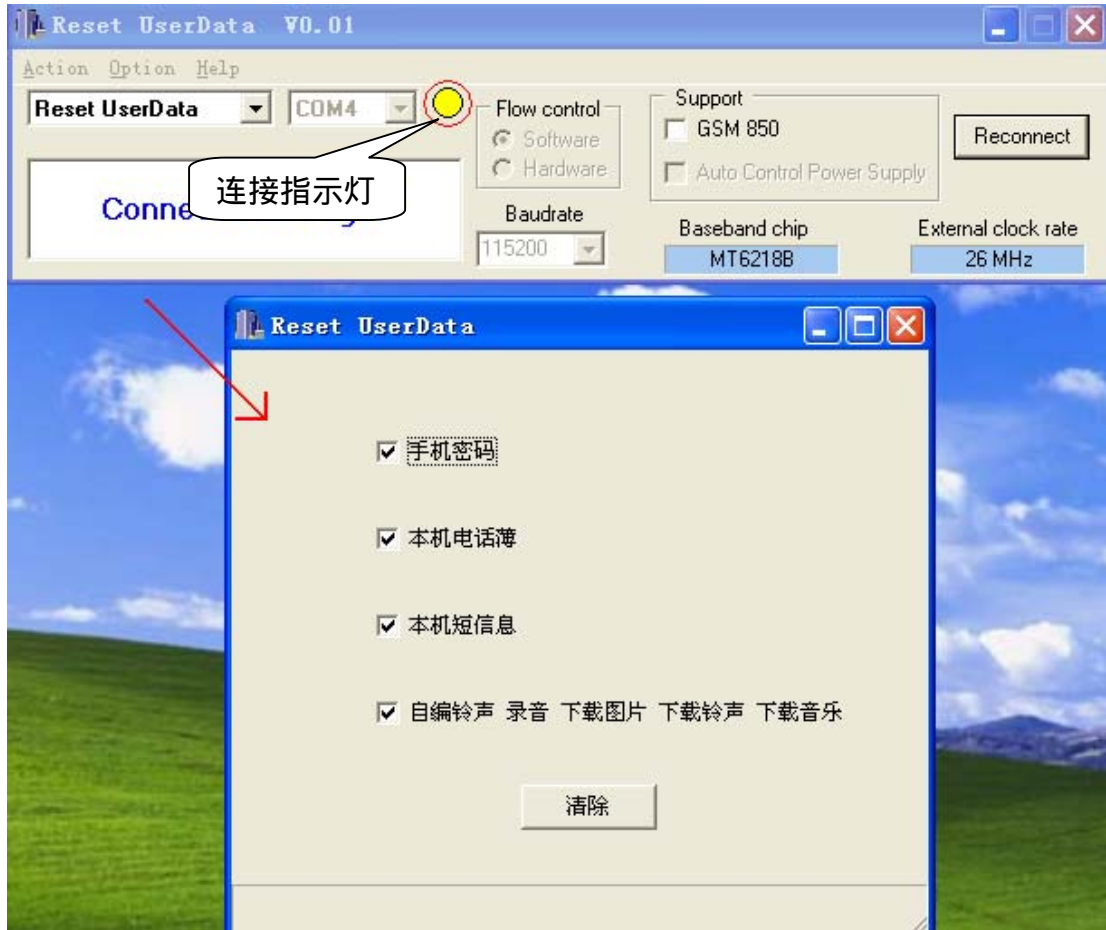 Reset UserData V0.01
Action Option Help
Reset UserData
COM4
Flow control
Software
Hardware
Support
GSM 850
Auto Control Power Supply
Reconnect
连接指示灯
Baudrate
115200
Baseband chip
MT6218B
External clock rate
26 MHz
Reset UserData
手机密码
本机电话薄
本机短信息
自编铃声 录音 下载图片 下载铃声 下载音乐
清除